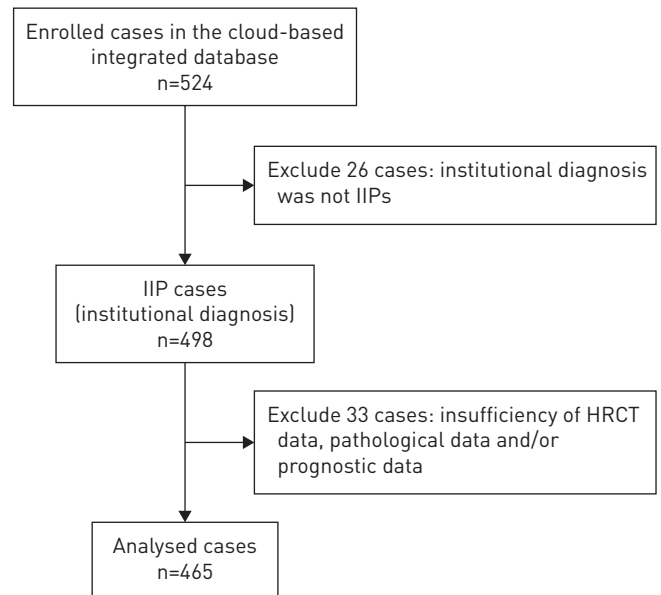 Enrolled cases in the cloud-based
integrated database
n=524
Exclude 26 cases: institutional diagnosis
was not IIPs
IIP cases
(institutional diagnosis)
n=498
Exclude 33 cases: insufficiency of HRCT
data, pathological data and/or
prognostic data
Analysed cases
n=465